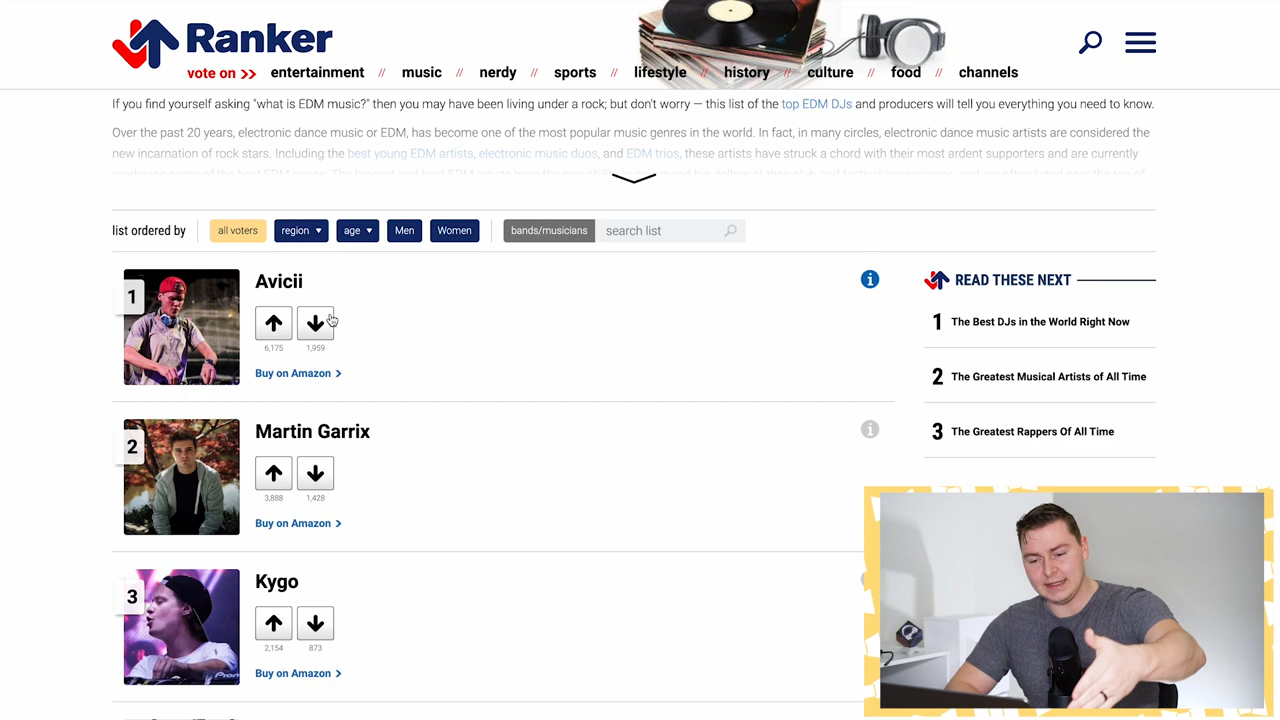 Ranker
vote on >> entertainment // music // nerdy // sports // lifestyle // history // culture // food // channels
If you find yourself asking "what is EDM music?" then you may have been living under a rock; but don't worry — this list of the top EDM DJs and producers will tell you everything you need to know.
Over the past 20 years, electronic dance music or EDM, has become one of the most popular music genres in the world. In fact, in many circles, electronic dance music artists are considered the
new incarnation of rock stars. Including the best young EDM artists, electronic music duos, and EDM trios, these artists have struck a chord with their most ardent supporters and are currently
list ordered by all voters region ▾ age ▾ Men Women bands/musicians search list
1 Avicii
6,175 1,959
Buy on Amazon >
2 Martin Garrix
3,888 1,428
Buy on Amazon >
3 Kygo
2,154 873
Buy on Amazon >
READ THESE NEXT
1 The Best DJs in the World Right Now
2 The Greatest Musical Artists of All Time
3 The Greatest Rappers Of All Time